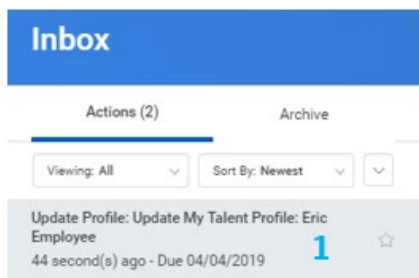 Inbox
Actions (2)
Archive
Viewing: All
Sort By: Newest
Update Profile: Update My Talent Profile: Eric
Employee
44 second(s) ago - Due 04/04/2019
1